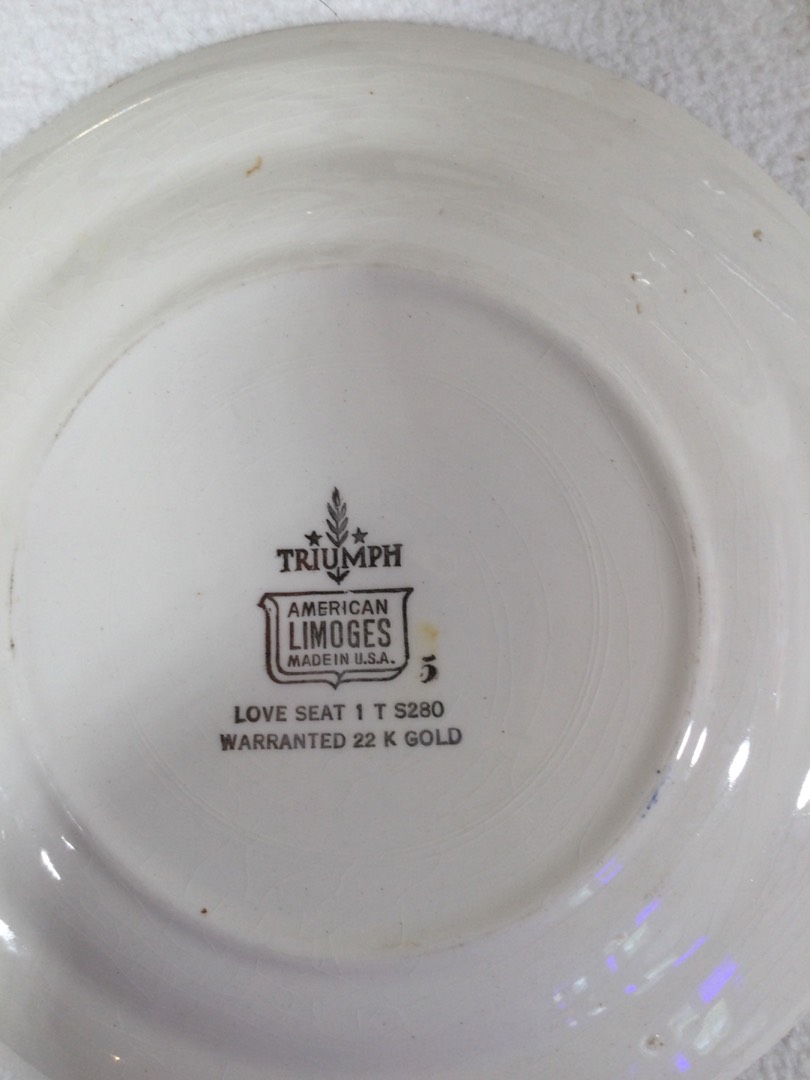 TRIUMPH
AMERICAN
LIMOGES
MADE IN U.S.A.
5
LOVE SEAT 1 T S280
WARRANTED 22 K GOLD